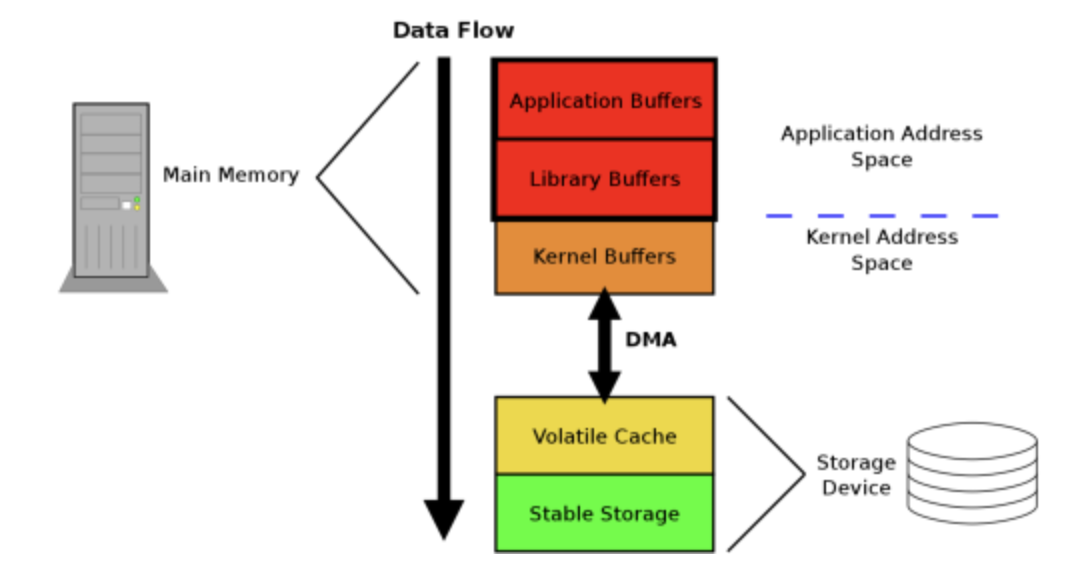 Data Flow
Application Buffers
Library Buffers
Kernel Buffers
Main Memory
Application Address
Space
Kernel Address
Space
DMA
Volatile Cache
Stable Storage
Storage
Device